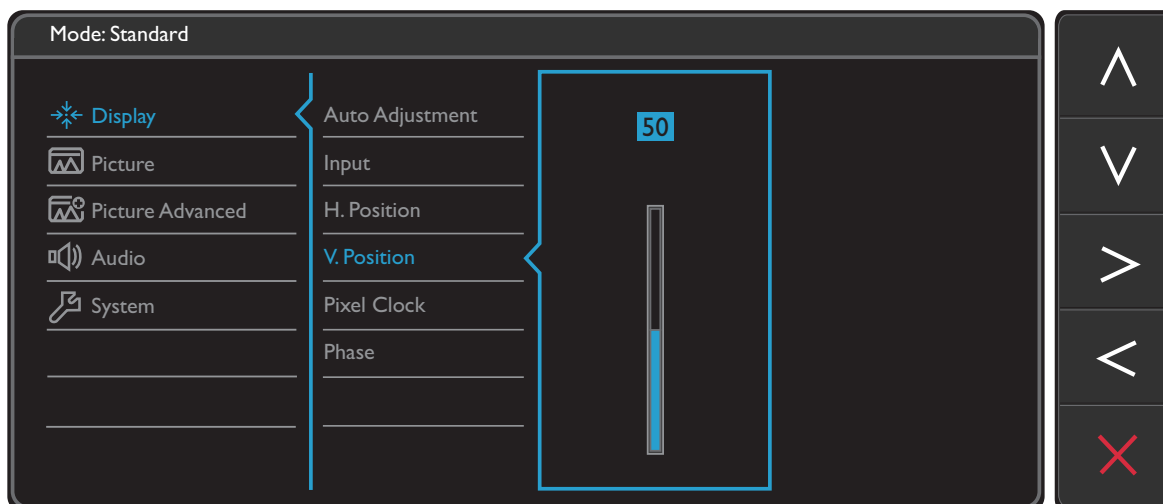 Mode: Standard
Display
Picture
Picture Advanced
Audio
System
Auto Adjustment
Input
H. Position
V. Position
Pixel Clock
Phase
50